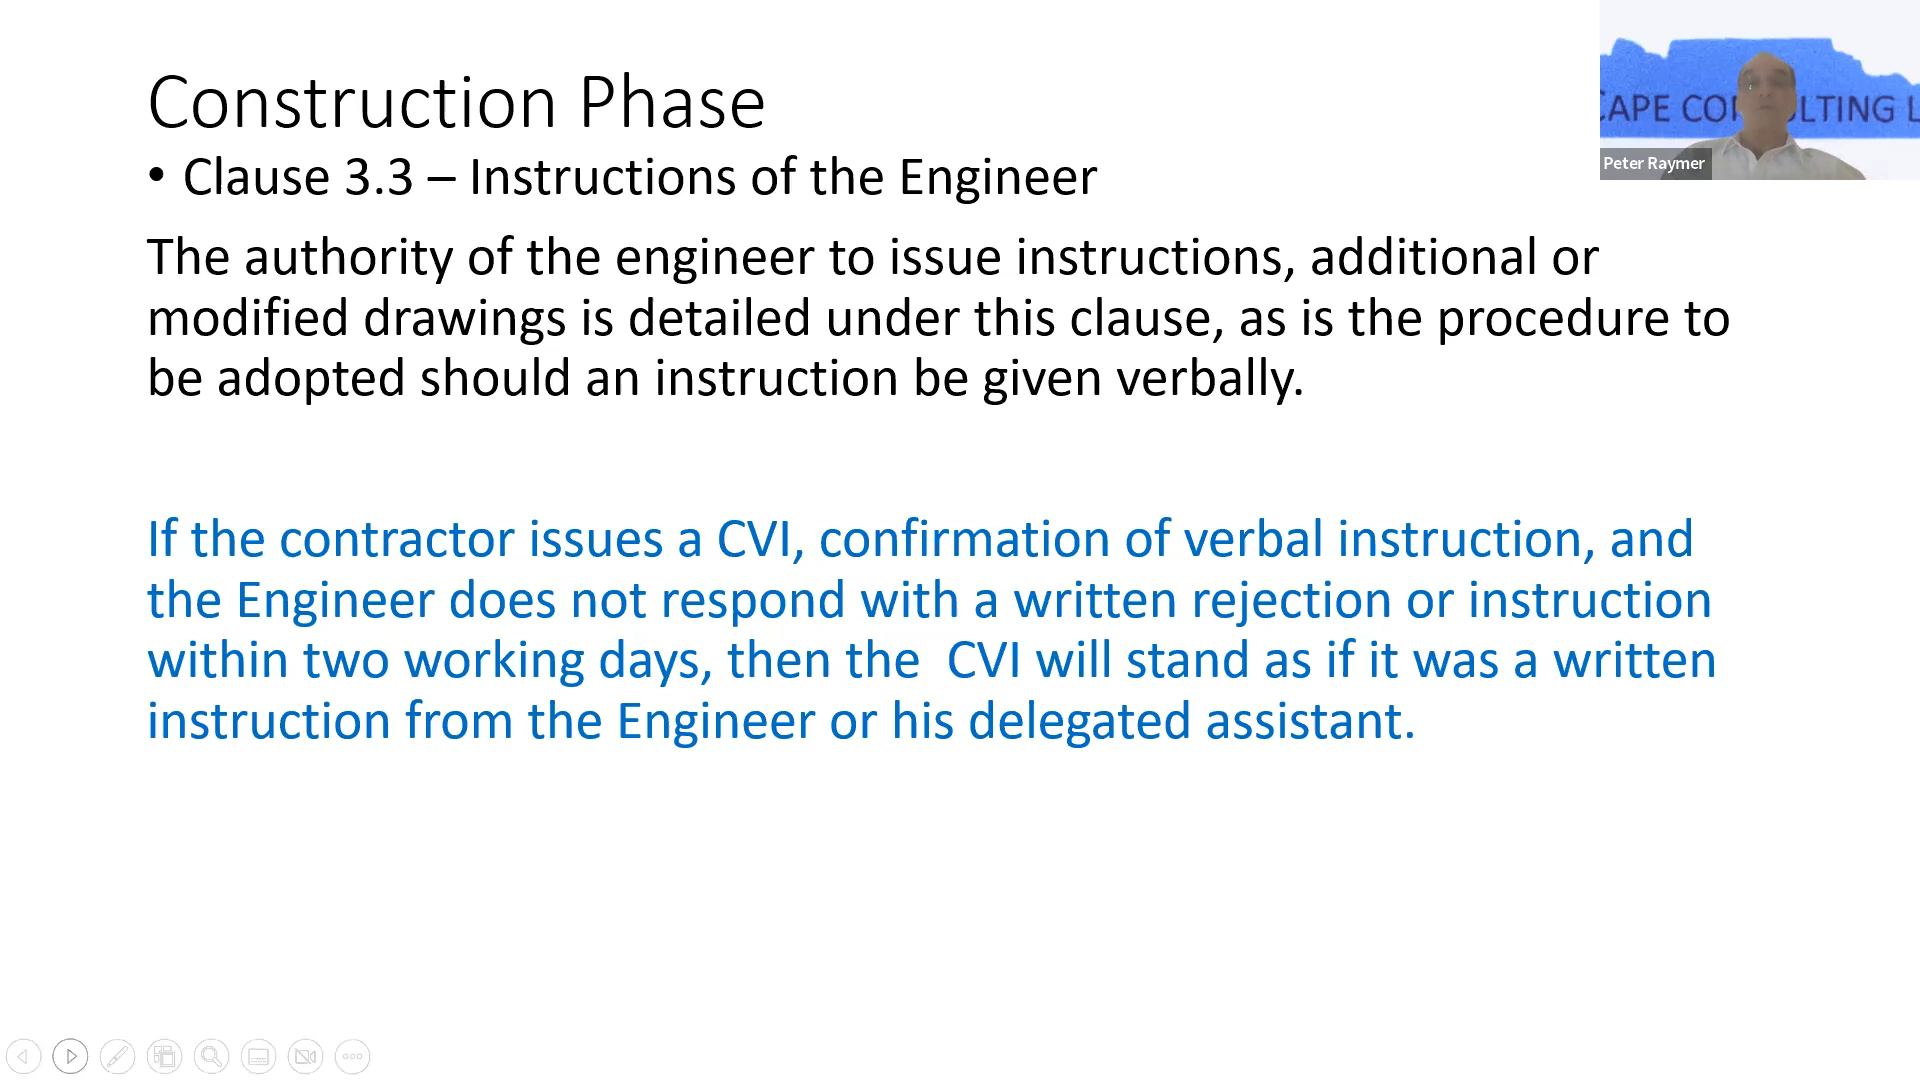 Construction Phase
• Clause 3.3 – Instructions of the Engineer
The authority of the engineer to issue instructions, additional or
modified drawings is detailed under this clause, as is the procedure to
be adopted should an instruction be given verbally.
If the contractor issues a CVI, confirmation of verbal instruction, and
the Engineer does not respond with a written rejection or instruction
within two working days, then the  CVI will stand as if it was a written
instruction from the Engineer or his delegated assistant.
CAPE CO LTING L
Peter Raymer